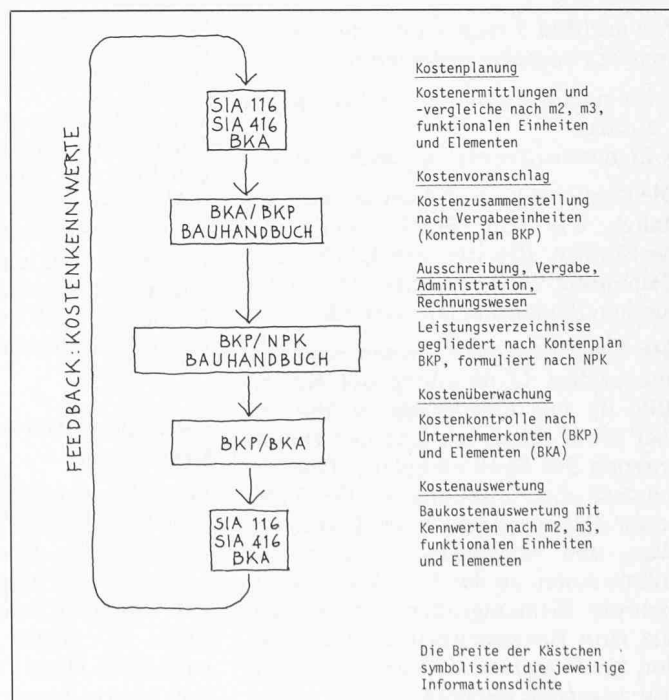 FEEDBACK: KOSTENKENNWERTE
SIA 116
SIA 416
BKA
BKA/BKP
BAUHANDBUCH
BKP/NPK
BAUHANDBUCH
BKP/BKA
SIA 116
SIA 416
BKA
Kostenplanung
Kostenermittlungen und
-vergleiche nach m2, m3,
funktionalen Einheiten
und Elementen
Kostenvoranschlag
Kostenzusammenstellung
nach Vergabeeinheiten
(Kontenplan BKP)
Ausschreibung, Vergabe,
Administration,
Rechnungswesen
Leistungsverzeichnisse
gegliedert nach Kontenplan
BKP, formuliert nach NPK
Kostenüberwachung
Kostenkontrolle nach
Unternehmerkonten (BKP)
und Elementen (BKA)
Kostenauswertung
Baukostenauswertung mit
Kennwerten nach m2, m3,
funktionalen Einheiten
und Elementen
Die Breite der Kästchen
symbolisiert die jeweilige
Informationsdichte